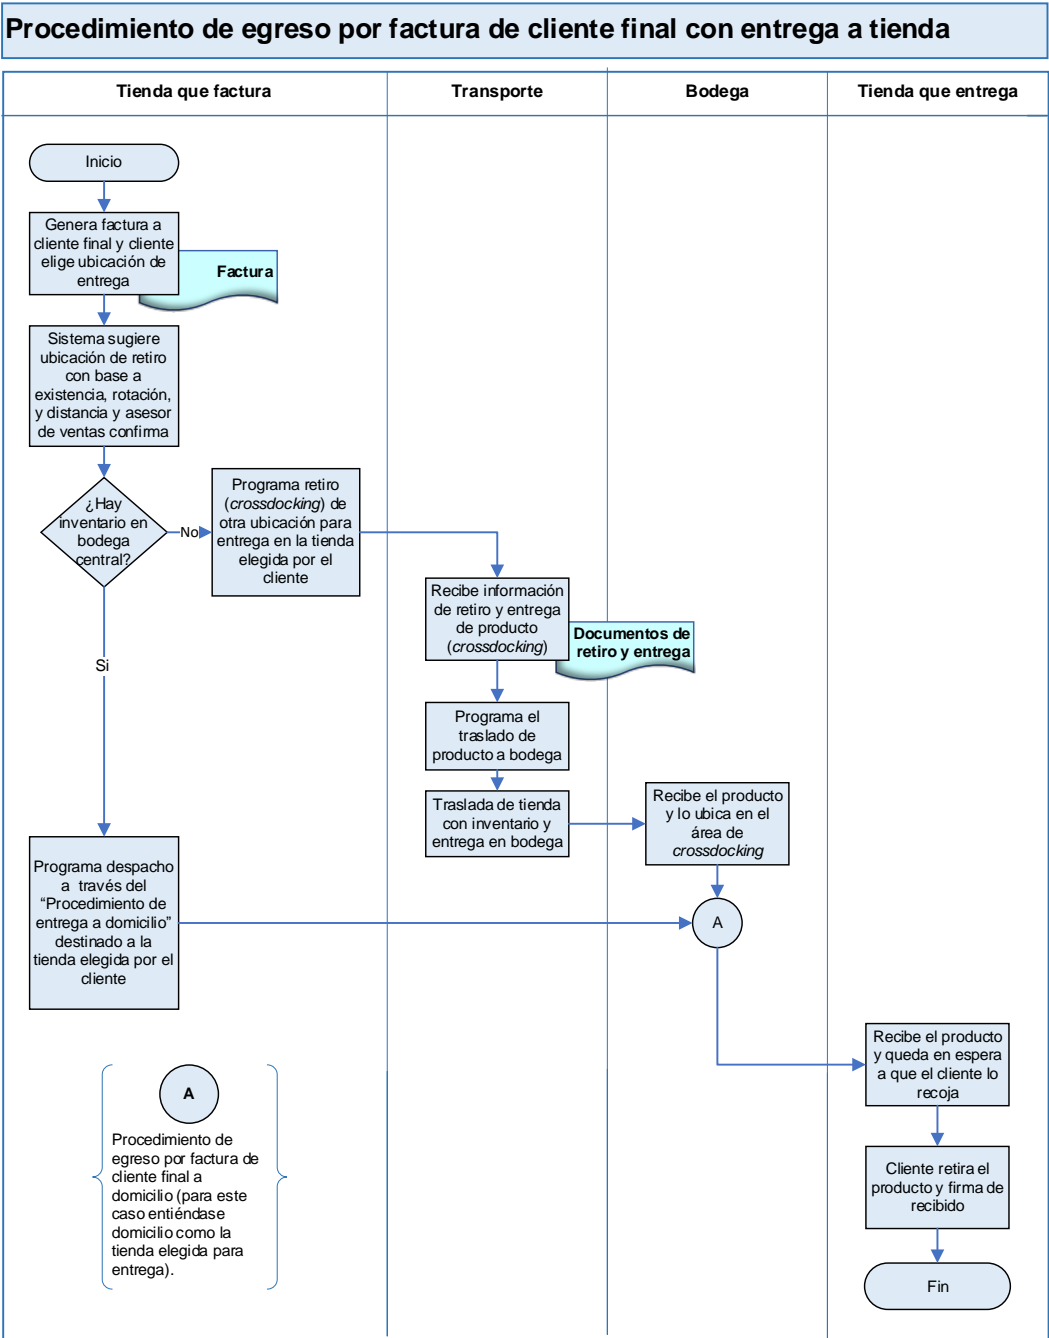 Procedimiento de egreso por factura de cliente final con entrega a tienda
Tienda que factura
Transporte
Bodega
Tienda que entrega
Inicio
Genera factura a
cliente final y cliente
elige ubicación de
entrega
Factura
Sistema sugiere
ubicación de retiro
con base a
existencia, rotación,
y distancia y asesor
de ventas confirma
¿Hay
inventario en
bodega
central?
No
Programa retiro
(crossdocking) de
otra ubicación para
entrega en la tienda
elegida por el
cliente
Si
Recibe información
de retiro y entrega
de producto
(crossdocking)
Documentos de
retiro y entrega
Programa el
traslado de
producto a bodega
Traslada de tienda
con inventario y
entrega en bodega
Recibe el producto
y lo ubica en el
área de
crossdocking
Programa despacho
a través del
“Procedimiento de
entrega a domicilio”
destinado a la
tienda elegida por el
cliente
A
Recibe el producto
y queda en espera
a que el cliente lo
recoja
Cliente retira el
producto y firma de
recibido
Fin
A
Procedimiento de
egreso por factura de
cliente final a
domicilio (para este
caso entiéndase
domicilio como la
tienda elegida para
entrega).